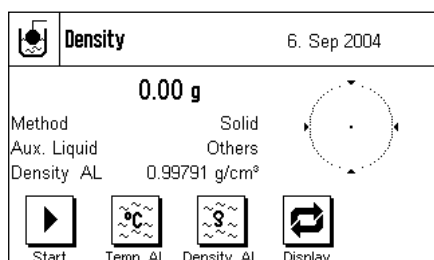 Density 6. Sep 2004
0.00 g
Method Solid
Aux. Liquid Others
Density AL 0.99791 g/cm³
°C
Start Temp. AL Density AL Display